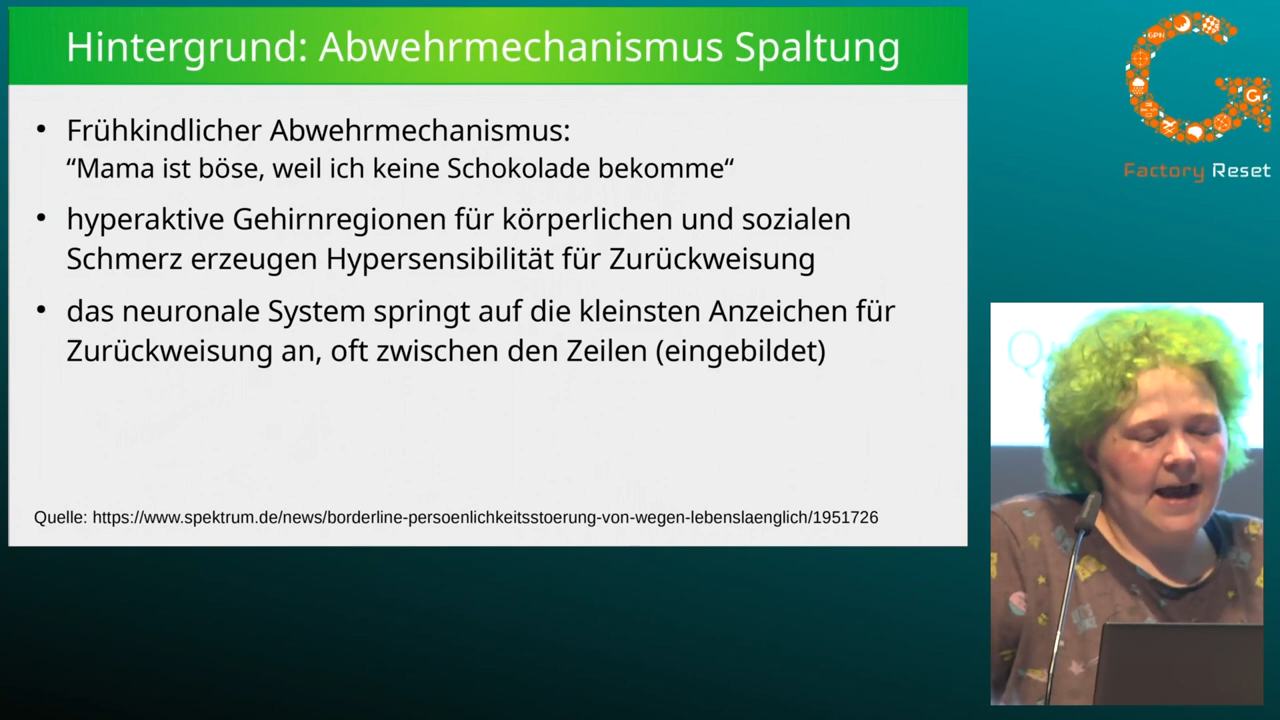 Hintergrund: Abwehrmechanismus Spaltung
• Frühkindlicher Abwehrmechanismus:
“Mama ist böse, weil ich keine Schokolade bekomme“
• hyperaktive Gehirnregionen für körperlichen und sozialen
Schmerz erzeugen Hypersensibilität für Zurückweisung
• das neuronale System springt auf die kleinsten Anzeichen für
Zurückweisung an, oft zwischen den Zeilen (eingebildet)
Quelle: https://www.spektrum.de/news/borderline-persoenlichkeitsstoerung-von-wegen-lebenslaenglich/1951726
GPN
Factory Reset